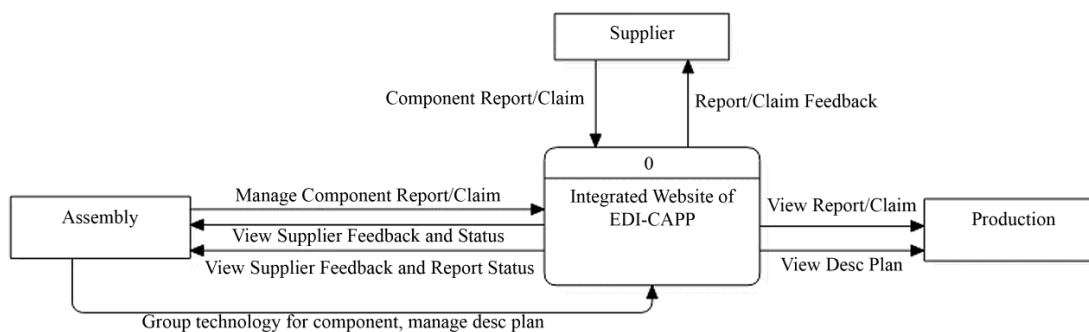 Supplier
Component Report/Claim
Report/Claim Feedback
0
Integrated Website of
EDI-CAPP
Manage Component Report/Claim
Assembly
View Supplier Feedback and Status
View Supplier Feedback and Report Status
View Report/Claim
Production
View Desc Plan
Group technology for component, manage desc plan